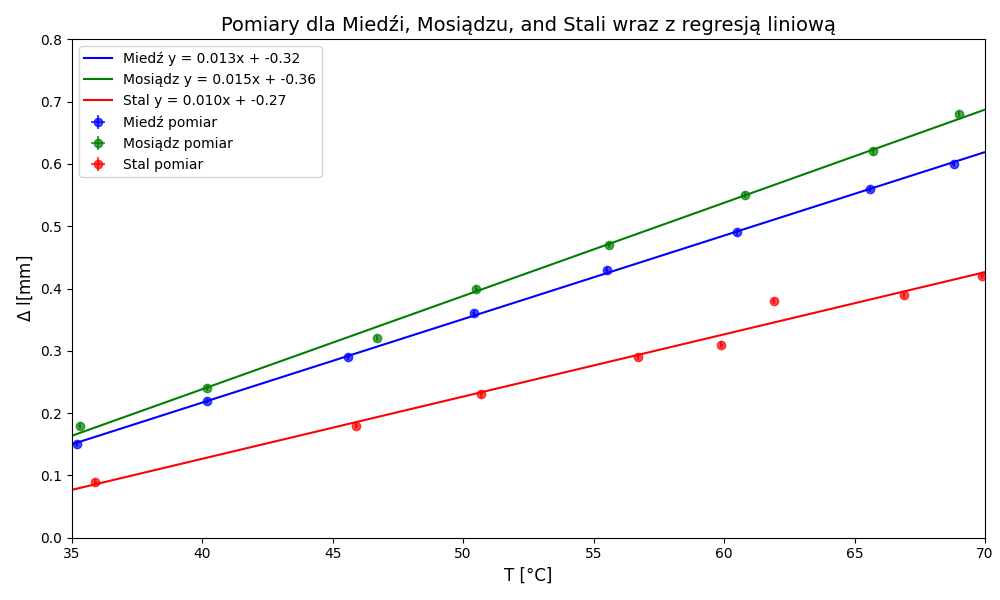 Pomiary dla Miedźi, Mosiądzu, and Stali wraz z regresją liniową
0.8
0.7
0.6
0.5
0.4
0.3
0.2
0.1
0.0
Δ l[mm]
Miedź y = 0.013x + -0.32
Mosiądz y = 0.015x + -0.36
Stal y = 0.010x + -0.27
Miedź pomiar
Mosiądz pomiar
Stal pomiar
35 40 45 50 55 60 65 70
T [°C]